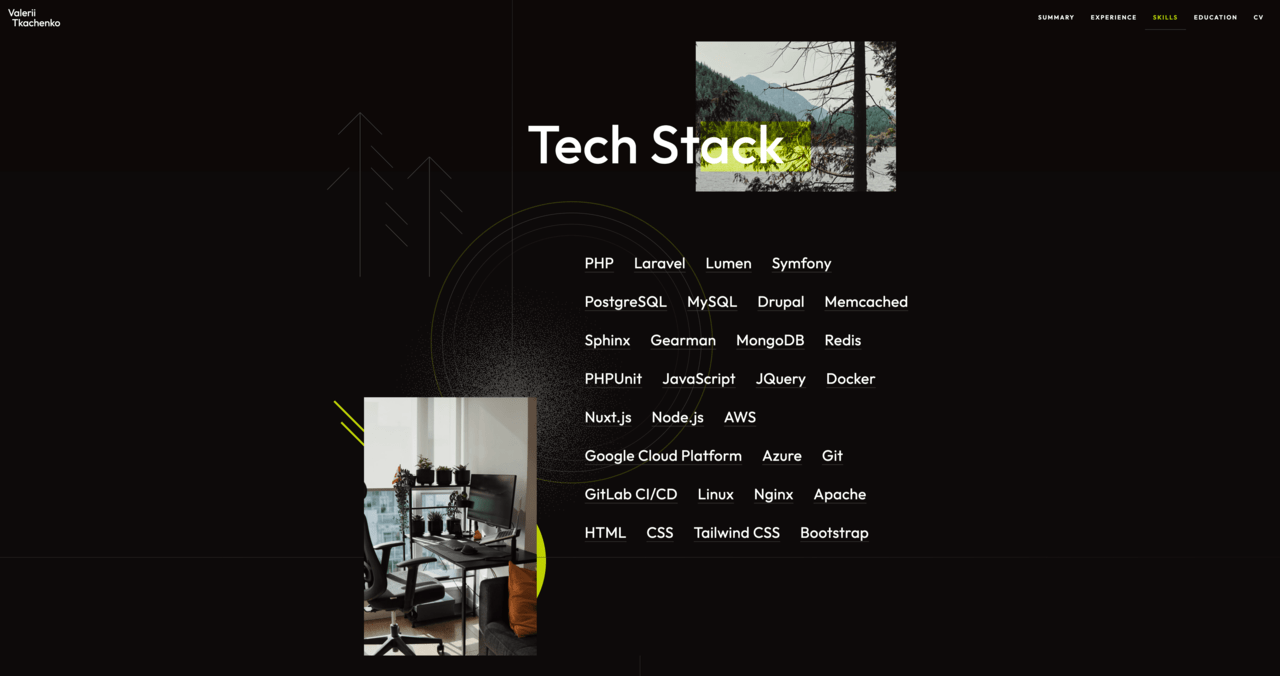 Valerii
Tkachenko
SUMMARY EXPERIENCE SKILLS EDUCATION CV
Tech Stack
PHP Laravel Lumen Symfony
PostgreSQL MySQL Drupal Memcached
Sphinx Gearman MongoDB Redis
PHPUnit JavaScript JQuery Docker
Nuxt.js Node.js AWS
Google Cloud Platform Azure Git
GitLab CI/CD Linux Nginx Apache
HTML CSS Tailwind CSS Bootstrap